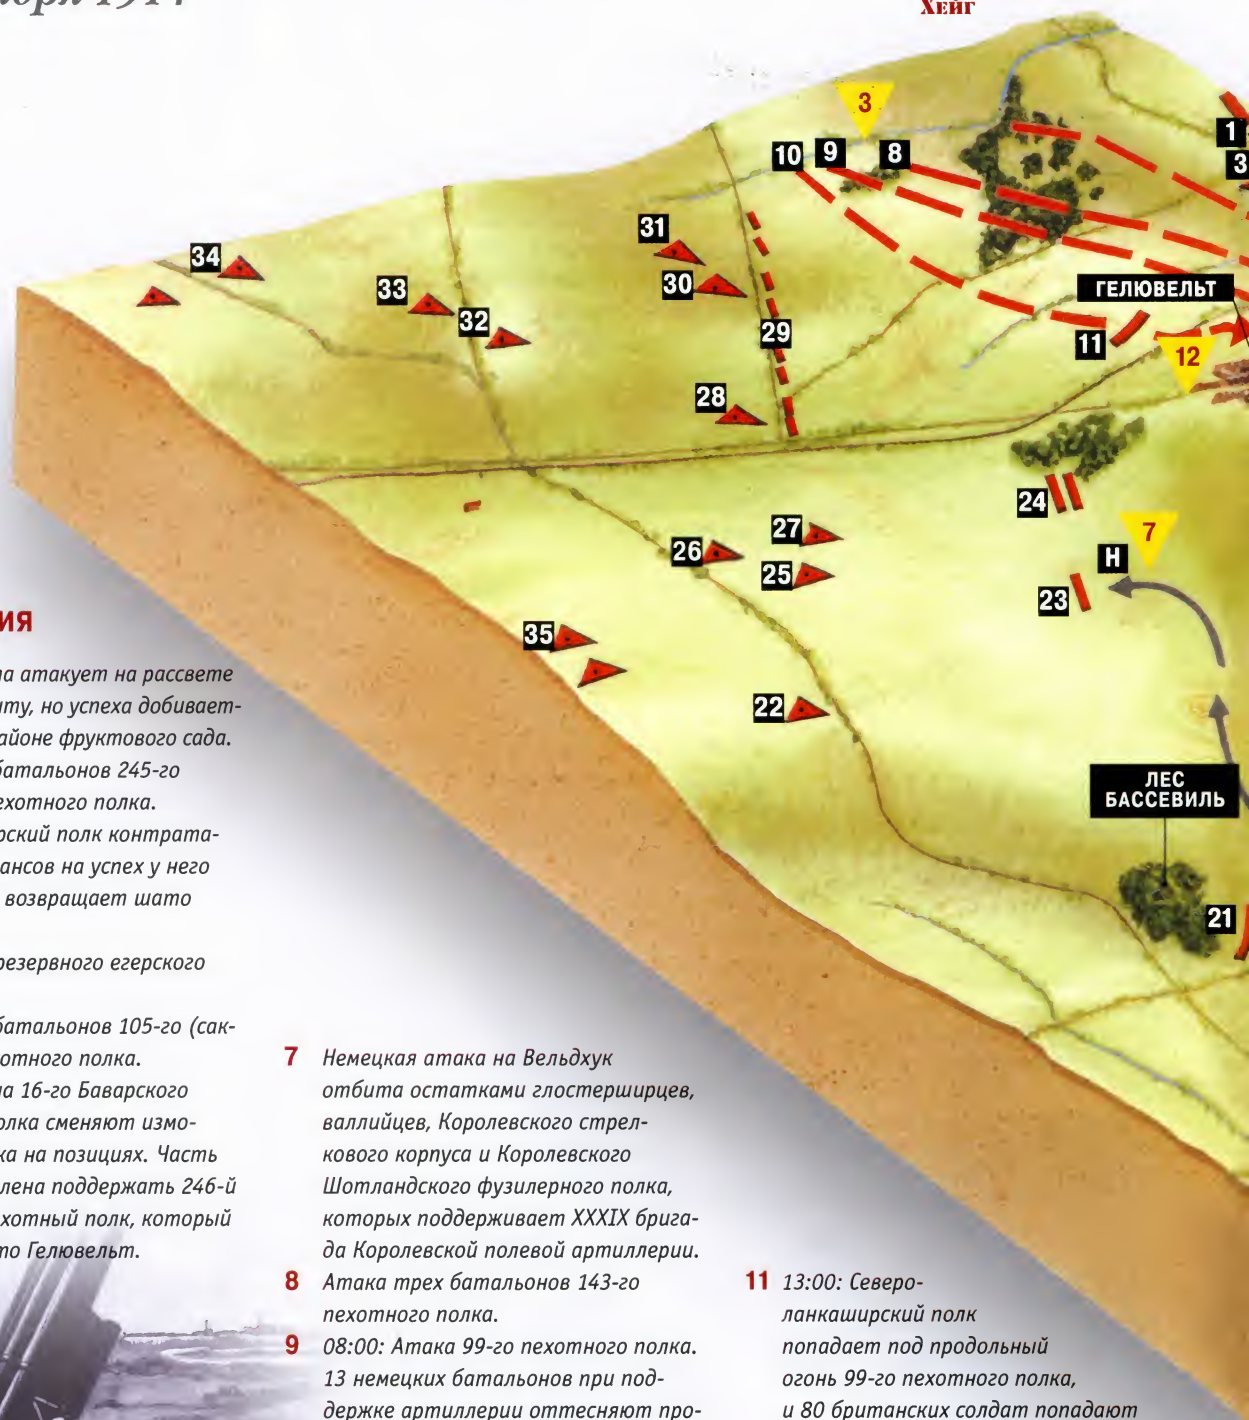 1914
Хейг
3
10
9
8
1
3
31
34
30
33
32
ГЕЛЮВЕЛЬТ
29
11
12
28
24
27
7
26
H
25
23
35
22
ЛЕС
БАССЕВИЛЬ
21
ИЯ
та атакует на рассвете
но успеха добивает-
айоне фруктового сада.
батальонов 245-го
ехотного полка.
рский полк контрата-
ансов на успех у него
возвращает шато
резервного егерского
батальонов 105-го (сак-
отного полка.
на 16-го Баварского
олка сменяют измо-
ка на позициях. Часть
лена поддержать 246-й
хотный полк, который
то Гелювельт.
7 Немецкая атака на Вельдхук
отбита остатками глостерширцев,
валлийцев, Королевского стрел-
кового корпуса и Королевского
Шотландского фузилерного полка,
которых поддерживает XXXIX брига-
да Королевской полевой артиллерии.
8 Атака трех батальонов 143-го
пехотного полка.
9 08:00: Атака 99-го пехотного полка.
13 немецких батальонов при под-
держке артиллерии оттесняют про-
11 13:00: Северо-
ланкаширский полк
попадает под продольный
огонь 99-го пехотного полка,
и 80 британских солдат попадают